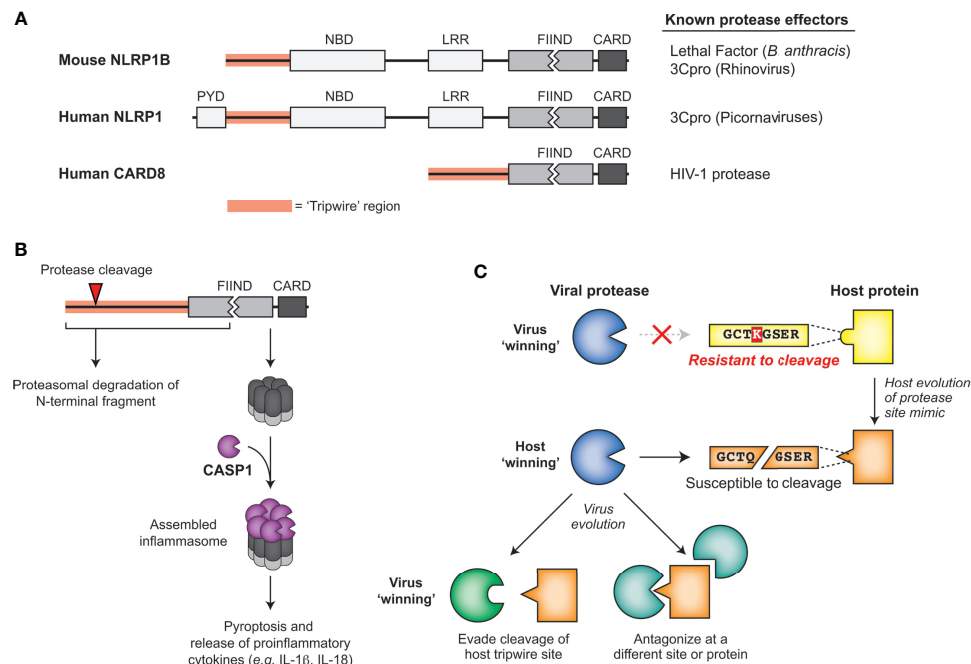 A
Known protease effectors
NBD
LRR
FIIND
CARD
Mouse NLRP1B
Lethal Factor (B. anthracis)
3Cpro (Rhinovirus)
PYD
NBD
LRR
FIIND
CARD
Human NLRP1
3Cpro (Picornaviruses)
FIIND
CARD
Human CARD8
HIV-1 protease
= 'Tripwire' region
B
Protease cleavage
FIIND
CARD
Proteasomal degradation of
N-terminal fragment
CASP1
Assembled
inflammasome
Pyroptosis and
release of proinflammatory
cytokines (e.g. IL-1β, IL-18)
C
Viral protease
Host protein
Virus
'winning'
GCTKGSER
Resistant to cleavage
Host evolution
of protease
site mimic
Host
'winning'
GCTQ GSER
Susceptible to cleavage
Virus
evolution
Virus
'winning'
Evade cleavage of
host tripwire site
Antagonize at a
different site or protein